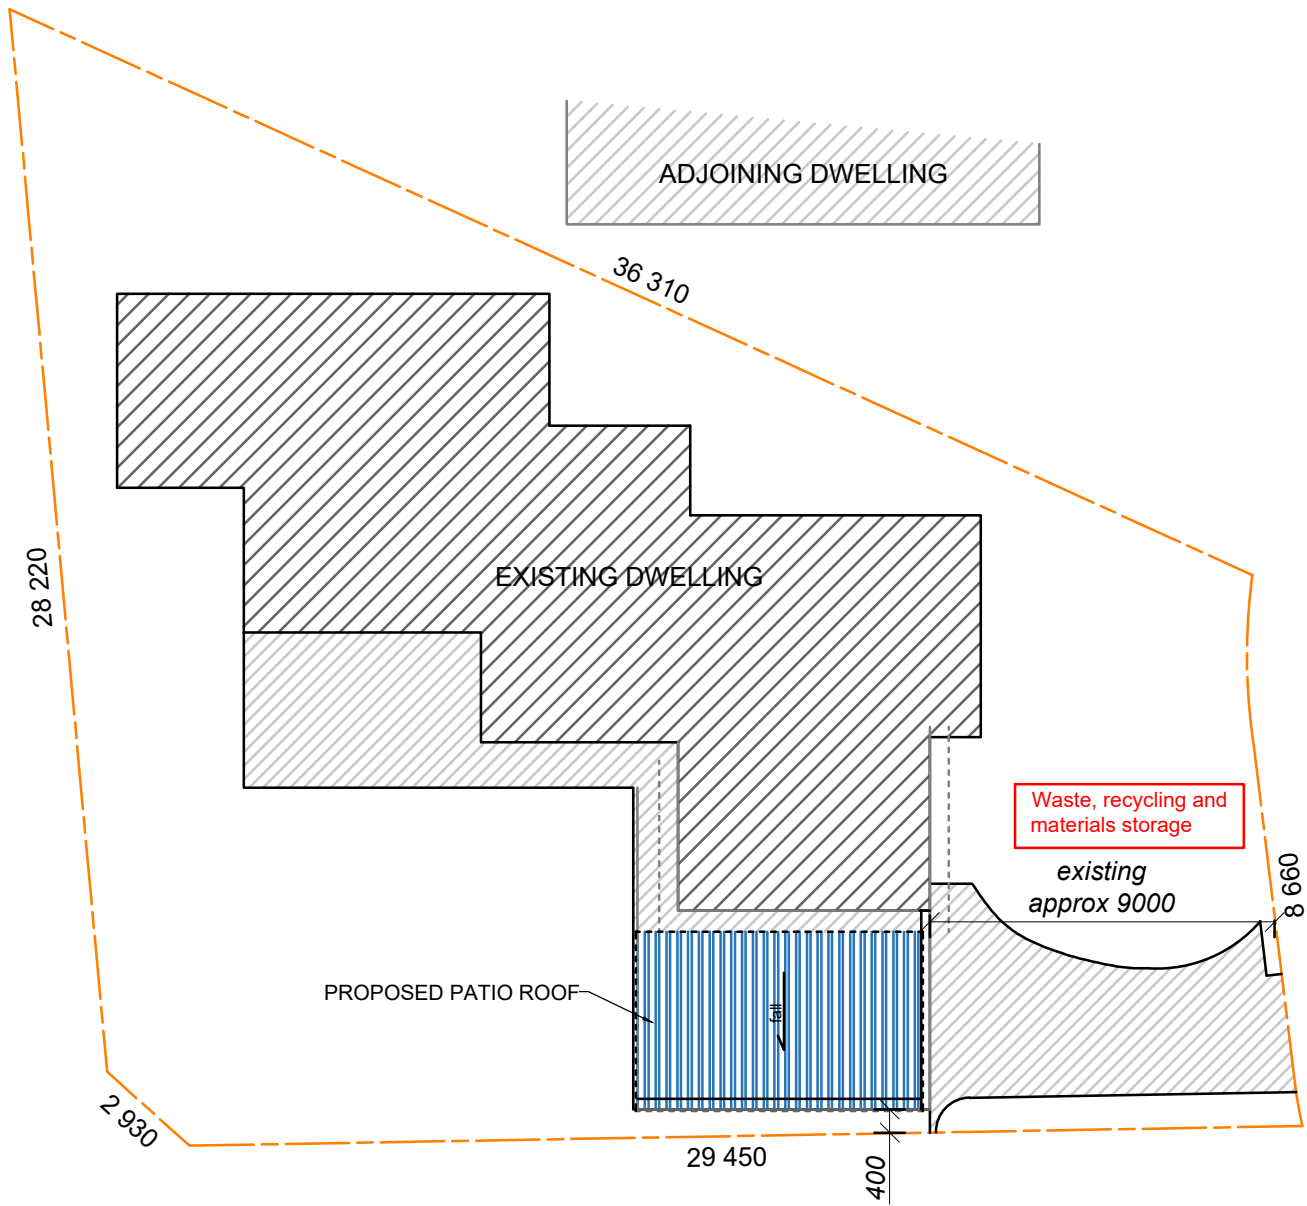 ADJOINING DWELLING
36 310
EXISTING DWELLING
28 220
Waste, recycling and
materials storage
existing
approx 9000
8 660
PROPOSED PATIO ROOF
fall
2 930
29 450
400